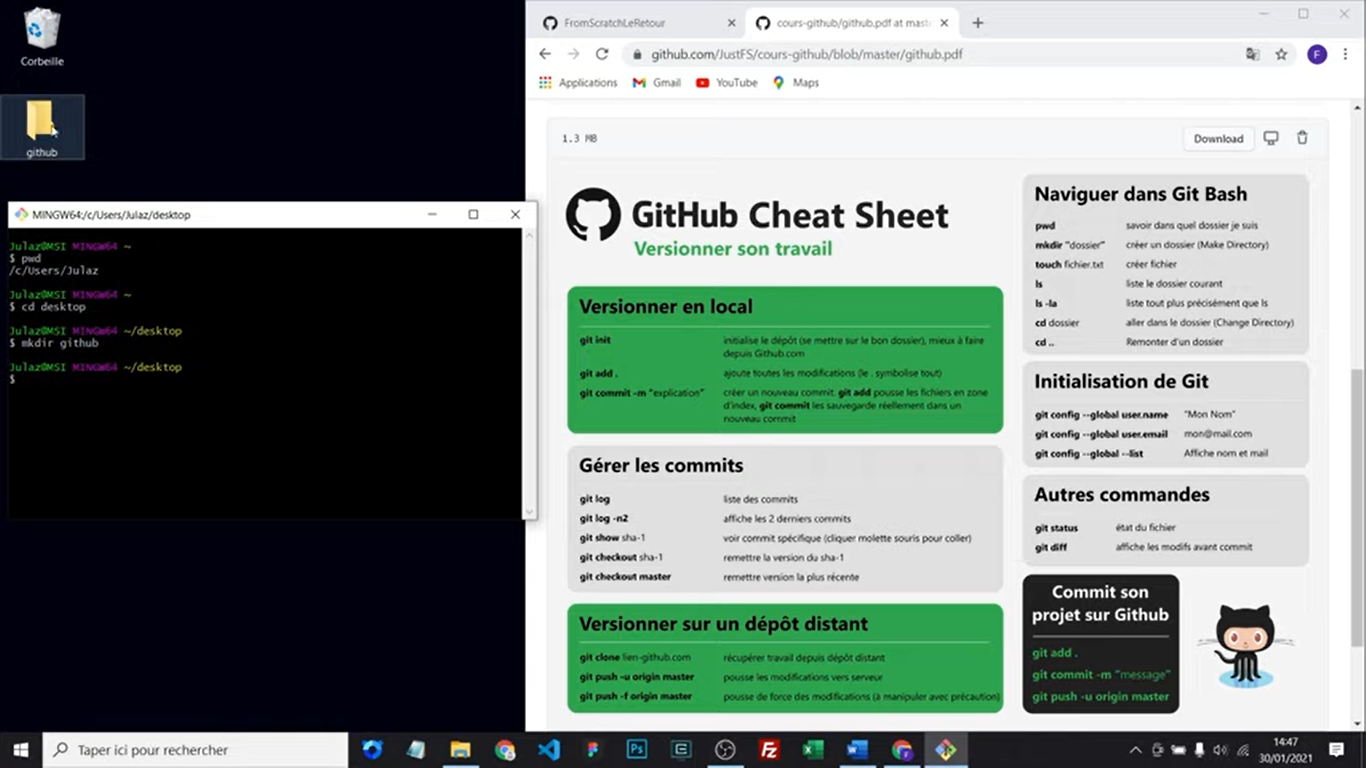 Corbeille
github
MINGW64:/c/Users/Julaz/desktop
Julaz@MSI MINGW64 ~
$ pwd
/c/Users/Julaz
Julaz@MSI MINGW64 ~
$ cd desktop
Julaz@MSI MINGW64 ~/desktop
$ mkdir github
Julaz@MSI MINGW64 ~/desktop
$
FromScratchLeRetour
cours-github/github.pdf at mast
github.com/JustFS/cours-github/blob/master/github.pdf
F
Applications Gmail YouTube Maps
1.3 MB
Download
GitHub Cheat Sheet
Versionner son travail
Versionner en local
git init initialise le dépôt (se mettre sur le bon dossier), mieux à faire
depuis Github.com
git add . ajoute toutes les modifications (le . symbolise tout)
git commit -m "explication" créer un nouveau commit. git add pousse les fichiers en zone
d'index, git commit les sauvegarde réellement dans un
nouveau commit
Gérer les commits
git log liste des commits
git log -n2 affiche les 2 derniers commits
git show sha-1 voir commit spécifique (cliquer molette souris pour coller)
git checkout sha-1 remettre la version du sha-1
git checkout master remettre version la plus récente
Versionner sur un dépôt distant
git clone lien-github.com récupérer travail depuis dépôt distant
git push -u origin master pousse les modifications vers serveur
git push -f origin master pousse de force des modifications (à manipuler avec précaution)
Naviguer dans Git Bash
pwd savoir dans quel dossier je suis
mkdir "dossier" créer un dossier (Make Directory)
touch fichier.txt créer fichier
ls liste le dossier courant
ls -la liste tout plus précisément que ls
cd dossier aller dans le dossier (Change Directory)
cd .. Remonter d'un dossier
Initialisation de Git
git config --global user.name "Mon Nom"
git config --global user.email mon@mail.com
git config --global --list Affiche nom et mail
Autres commandes
git status état du fichier
git diff affiche les modifs avant commit
Commit son
projet sur Github
git add .
git commit -m "message"
git push -u origin master
Taper ici pour rechercher
Ps
14:47
30/01/2021